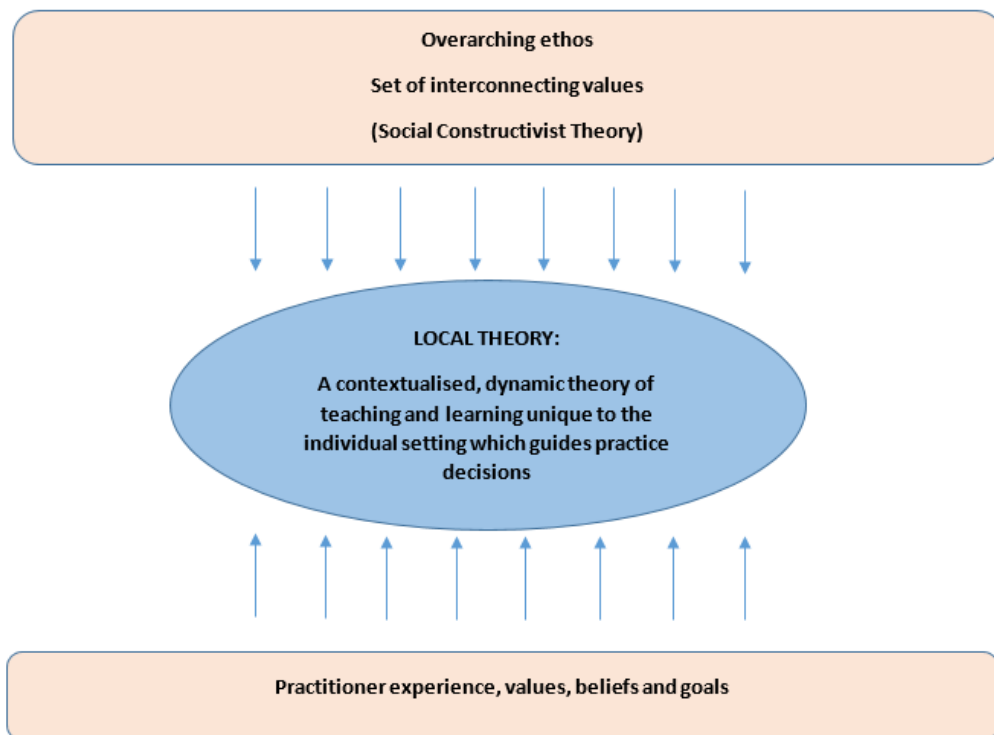 Overarching ethos
Set of interconnecting values
(Social Constructivist Theory)
LOCAL THEORY:
A contextualised, dynamic theory of
teaching and learning unique to the
individual setting which guides practice
decisions
Practitioner experience, values, beliefs and goals